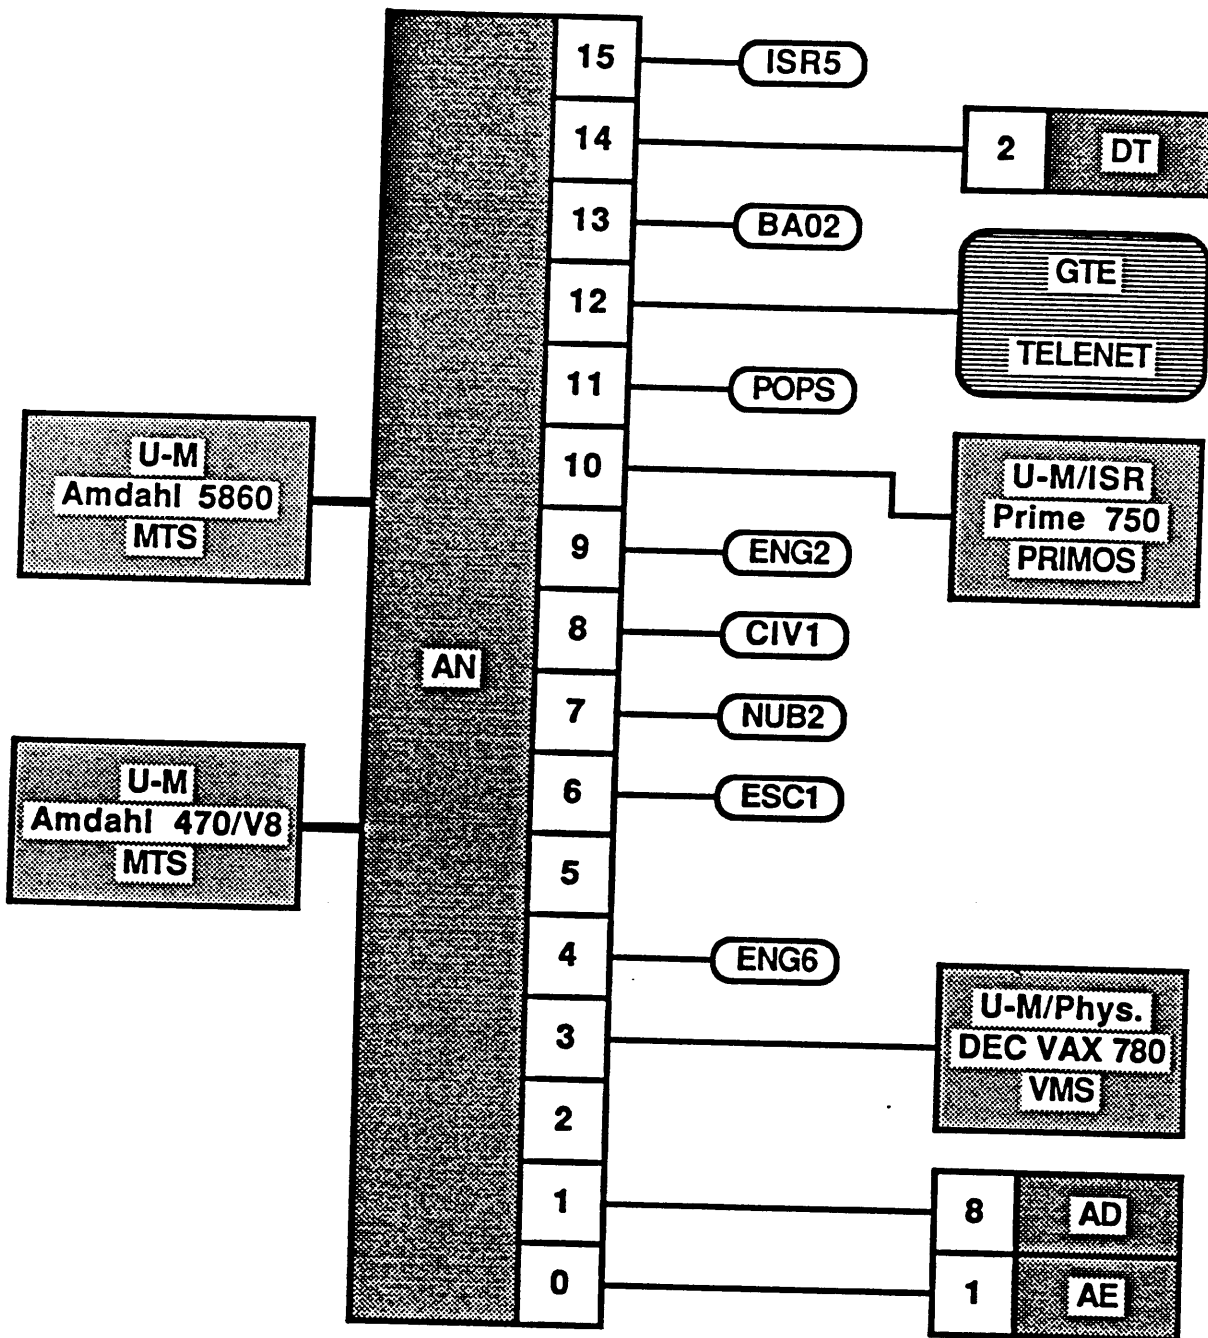 15
ISR5
14
2
DT
13
BA02
12
GTE
TELENET
11
POPS
U-M
Amdahl 5860
MTS
10
U-M/ISR
Prime 750
PRIMOS
9
ENG2
8
CIV1
AN
7
NUB2
U-M
Amdahl 470/V8
MTS
6
ESC1
5
4
ENG6
3
U-M/Phys.
DEC VAX 780
VMS
2
1
8
AD
0
1
AE